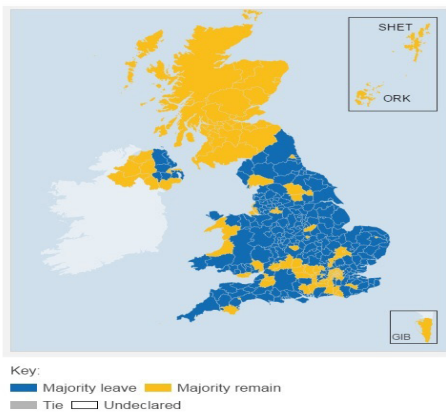 SHET
ORK
GIB
Key:
Majority leave Majority remain
Tie Undeclared